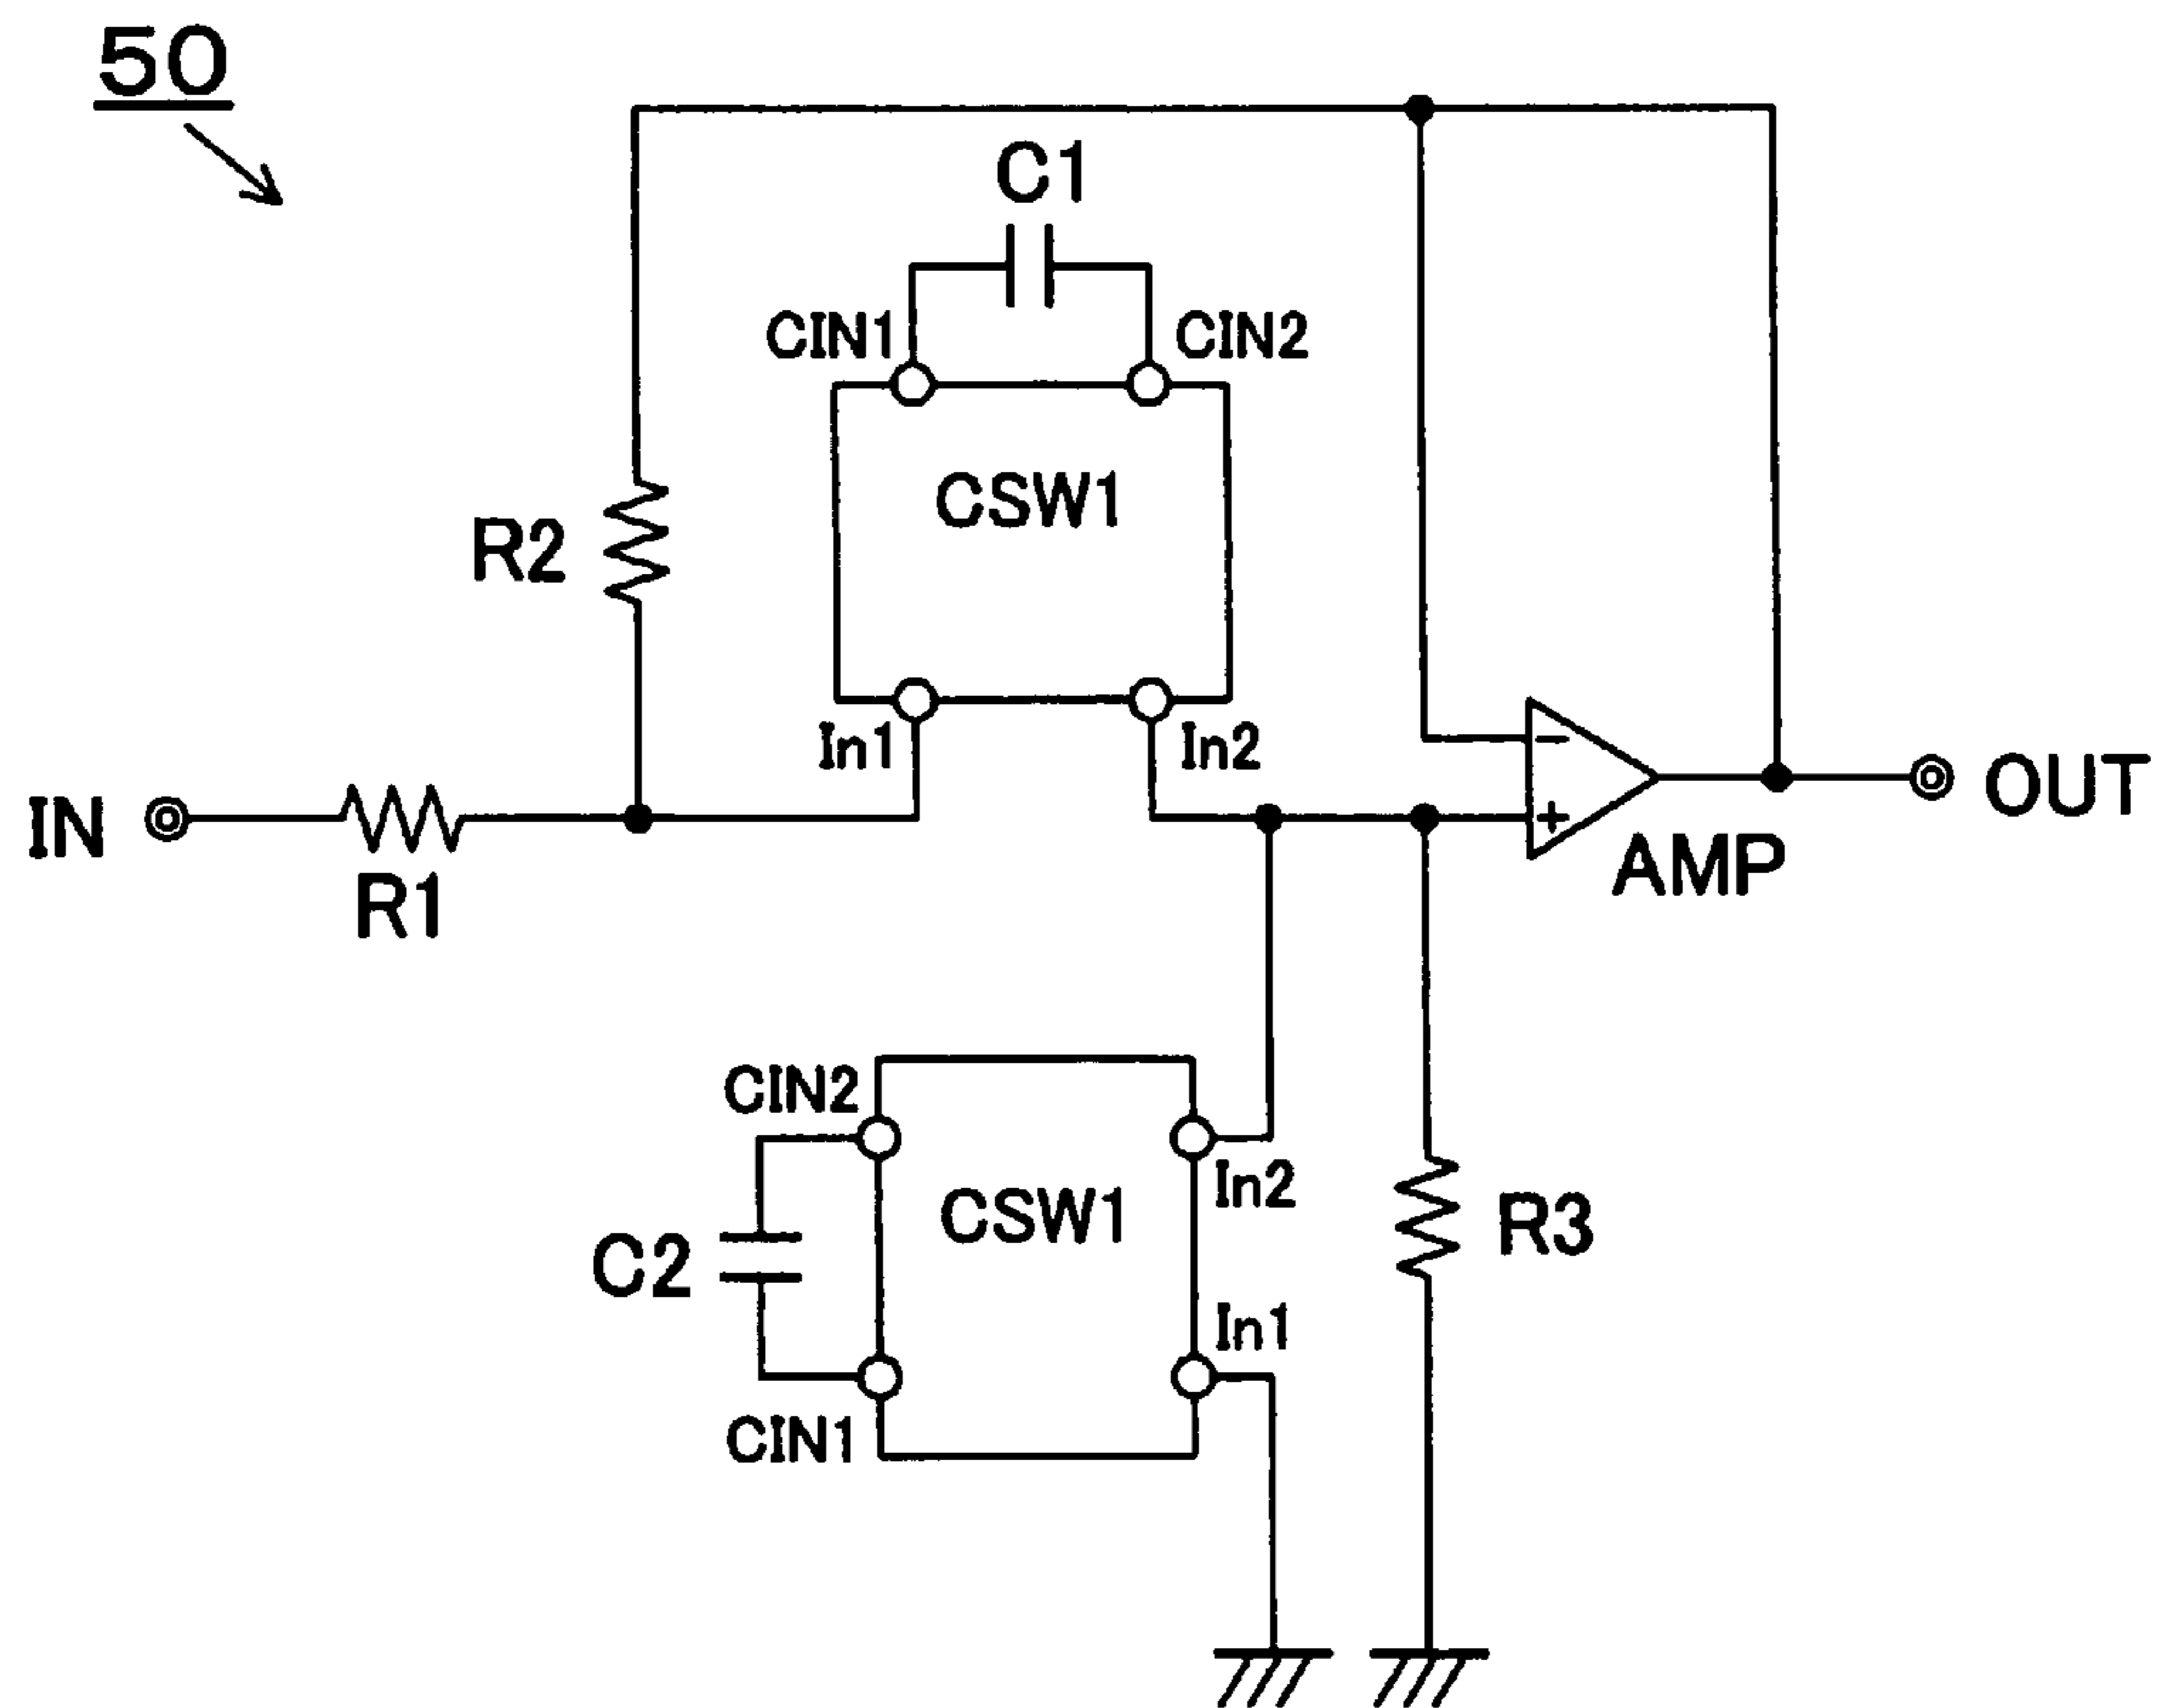 50
C1
CIN1
CIN2
CSW1
R2
In1
In2
IN
R1
-
+
AMP
OUT
CIN2
In2
CSW1
C2
R3
In1
CIN1